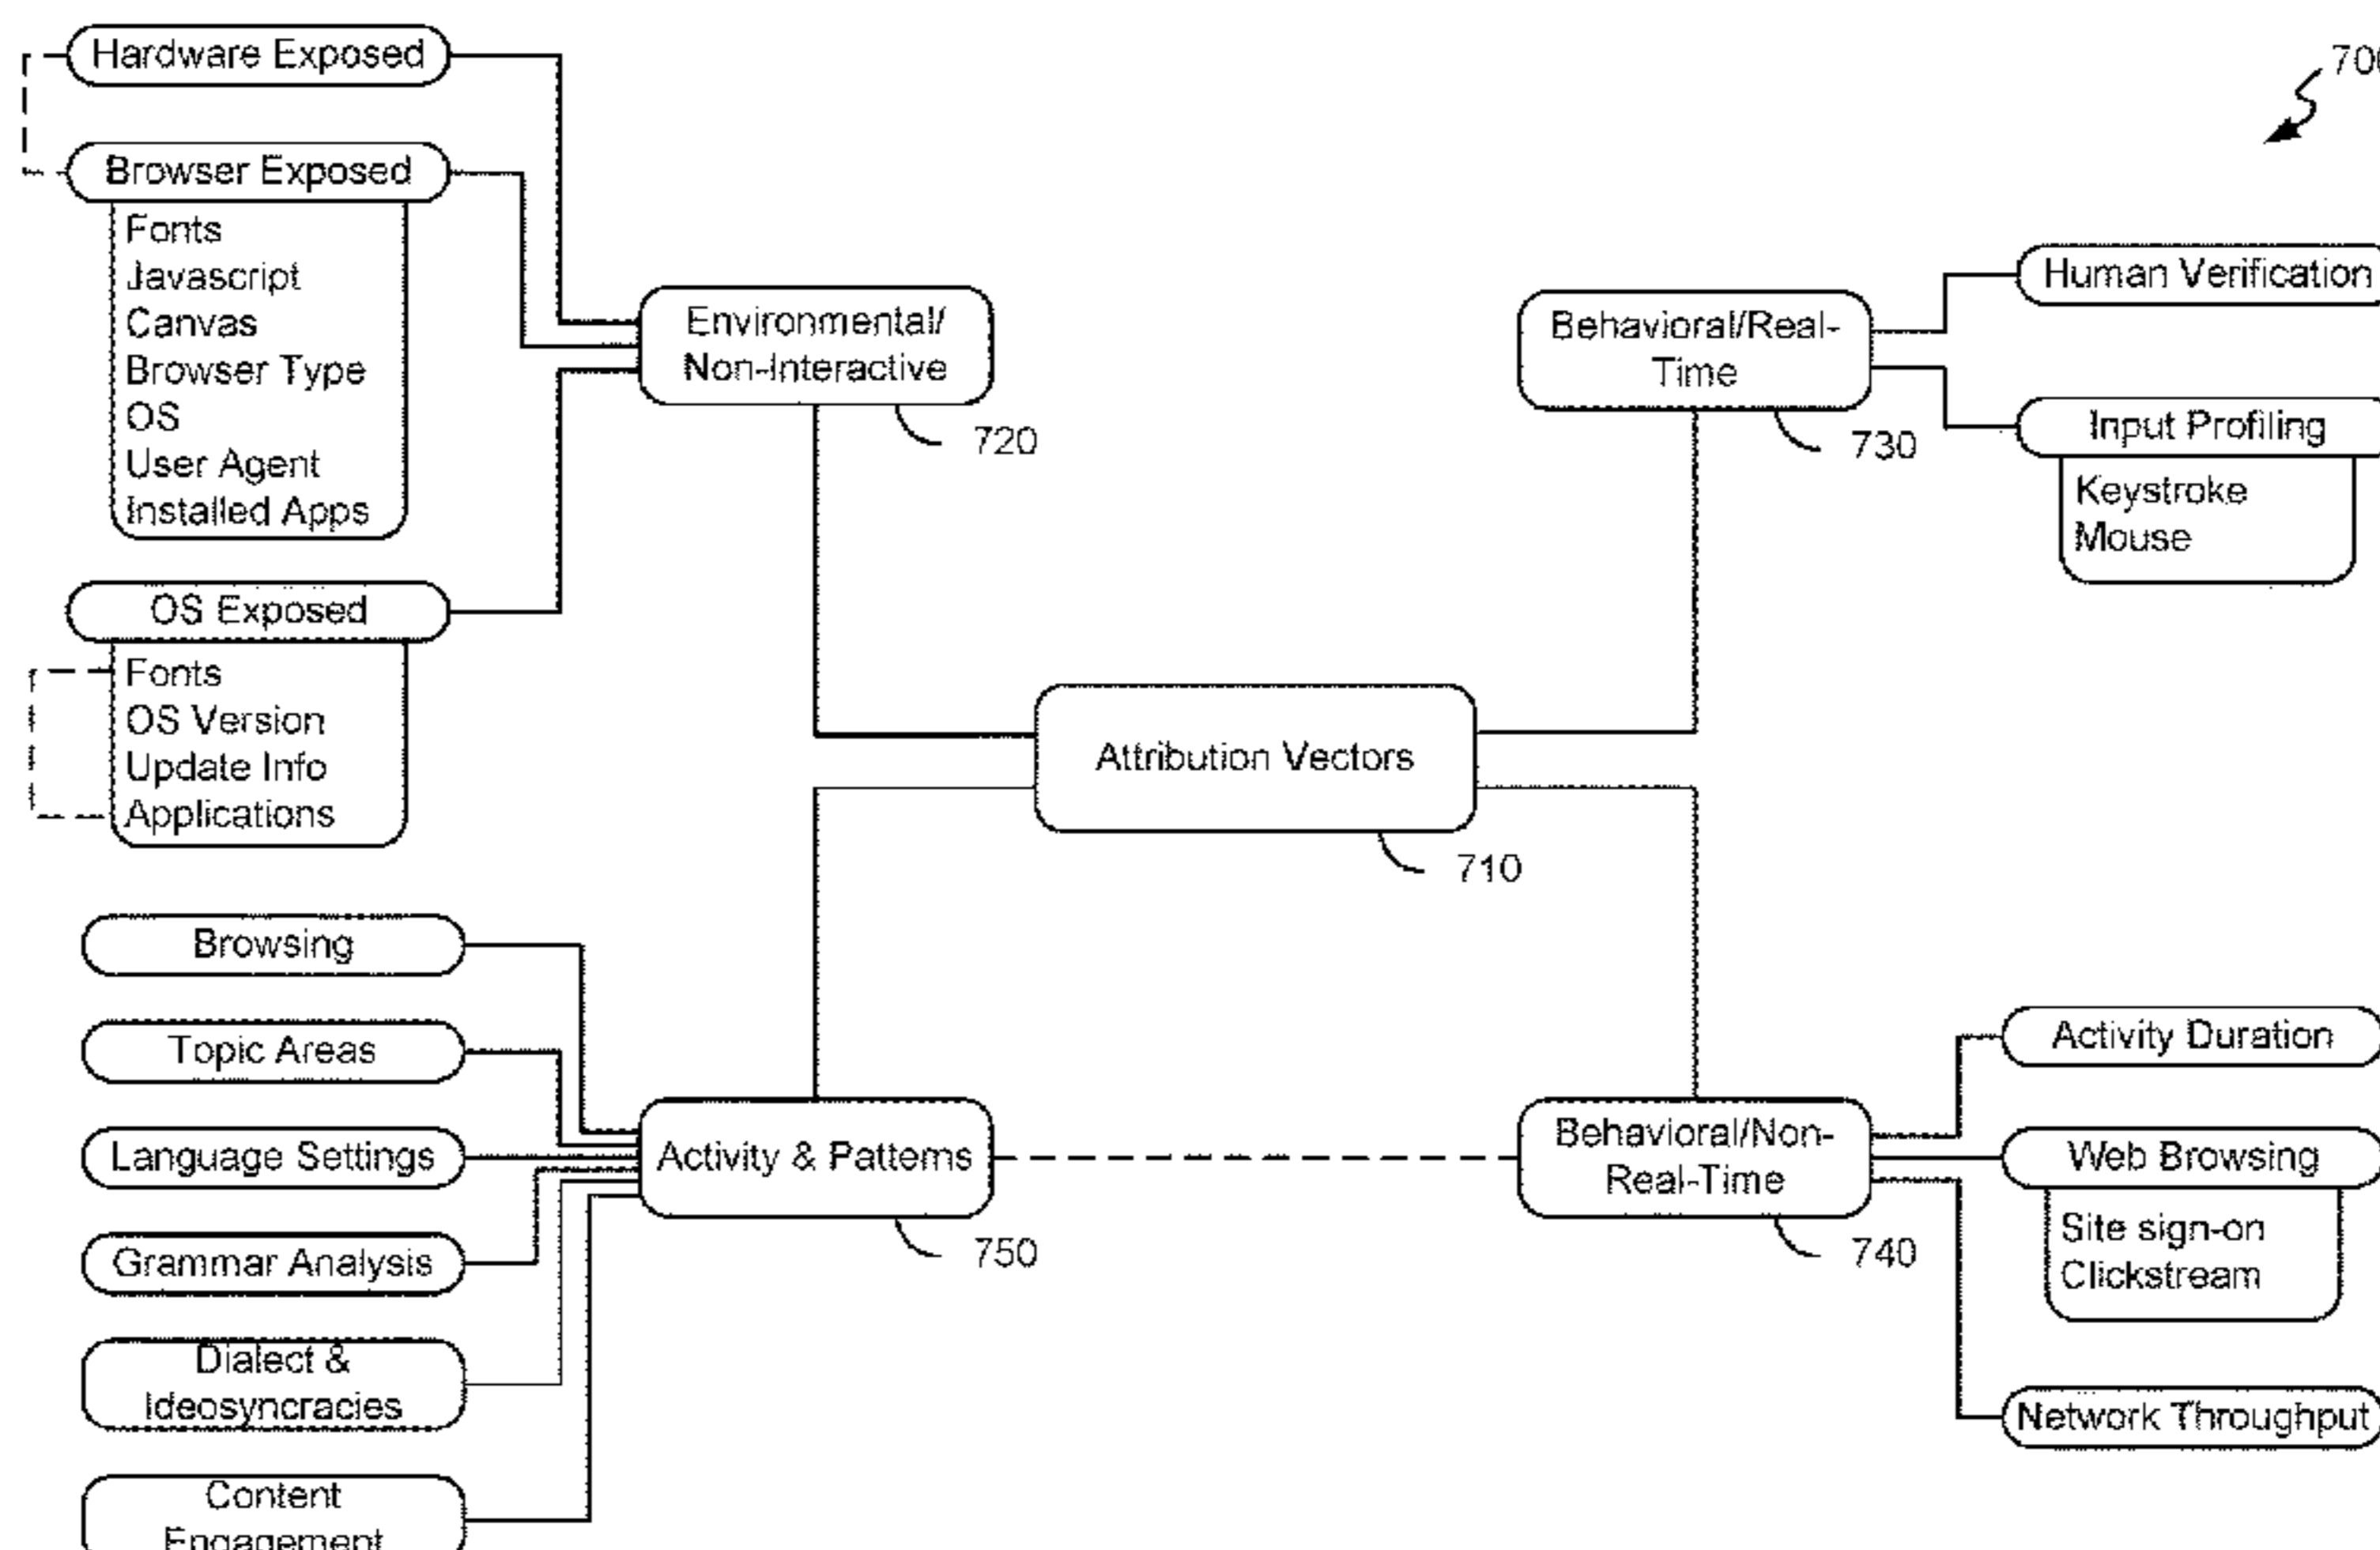 Hardware Exposed
Browser Exposed
Fonts
Javascript
Canvas
Browser Type
OS
User Agent
Installed Apps
OS Exposed
Fonts
OS Version
Update Info
Applications
Environmental/
Non-Interactive
720
700
Behavioral/Real-
Time
730
Human Verification
Input Profiling
Keystroke
Mouse
Attribution Vectors
710
Browsing
Topic Areas
Language Settings
Grammar Analysis
Dialect &
Ideosyncracies
Content
Engagement
Activity & Patterns
750
Behavioral/Non-
Real-Time
740
Activity Duration
Web Browsing
Site sign-on
Clickstream
Network Throughput